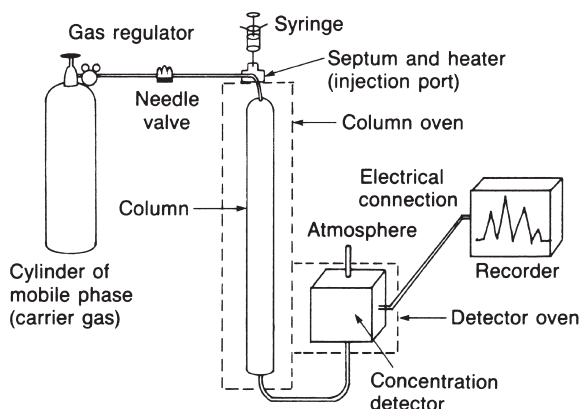 Gas regulator
Syringe
Septum and heater
(injection port)
Needle
valve
Column oven
Column
Electrical
connection
Atmosphere
Recorder
Cylinder of
mobile phase
(carrier gas)
Detector oven
Concentration
detector